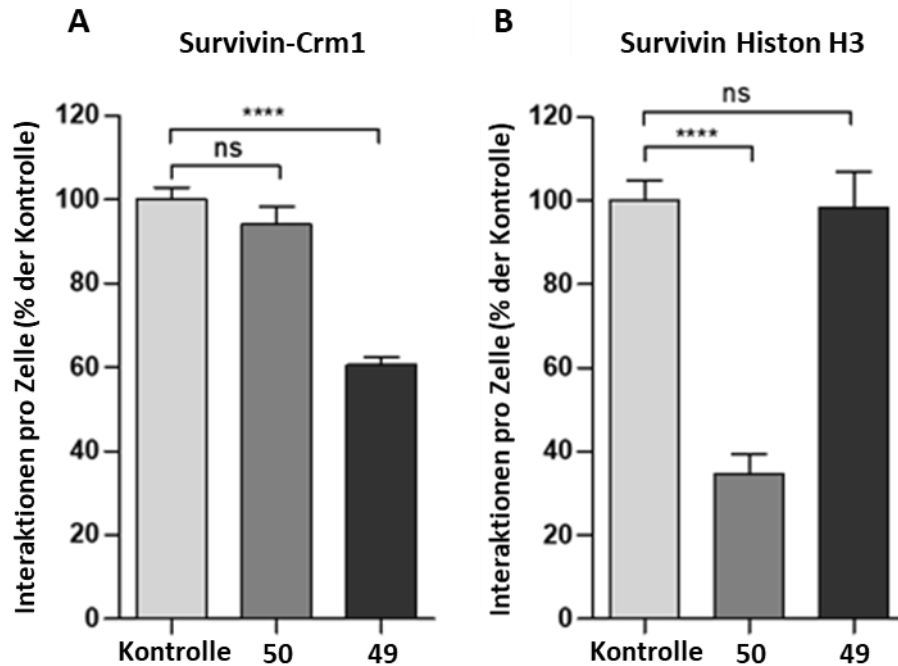 A
Survivin-Crm1
Interaktionen pro Zelle (% der Kontrolle)
120
100
80
60
40
20
0
****
ns
Kontrolle 50 49
B
Survivin Histon H3
Interaktionen pro Zelle (% der Kontrolle)
120
100
80
60
40
20
0
ns
****
Kontrolle 50 49